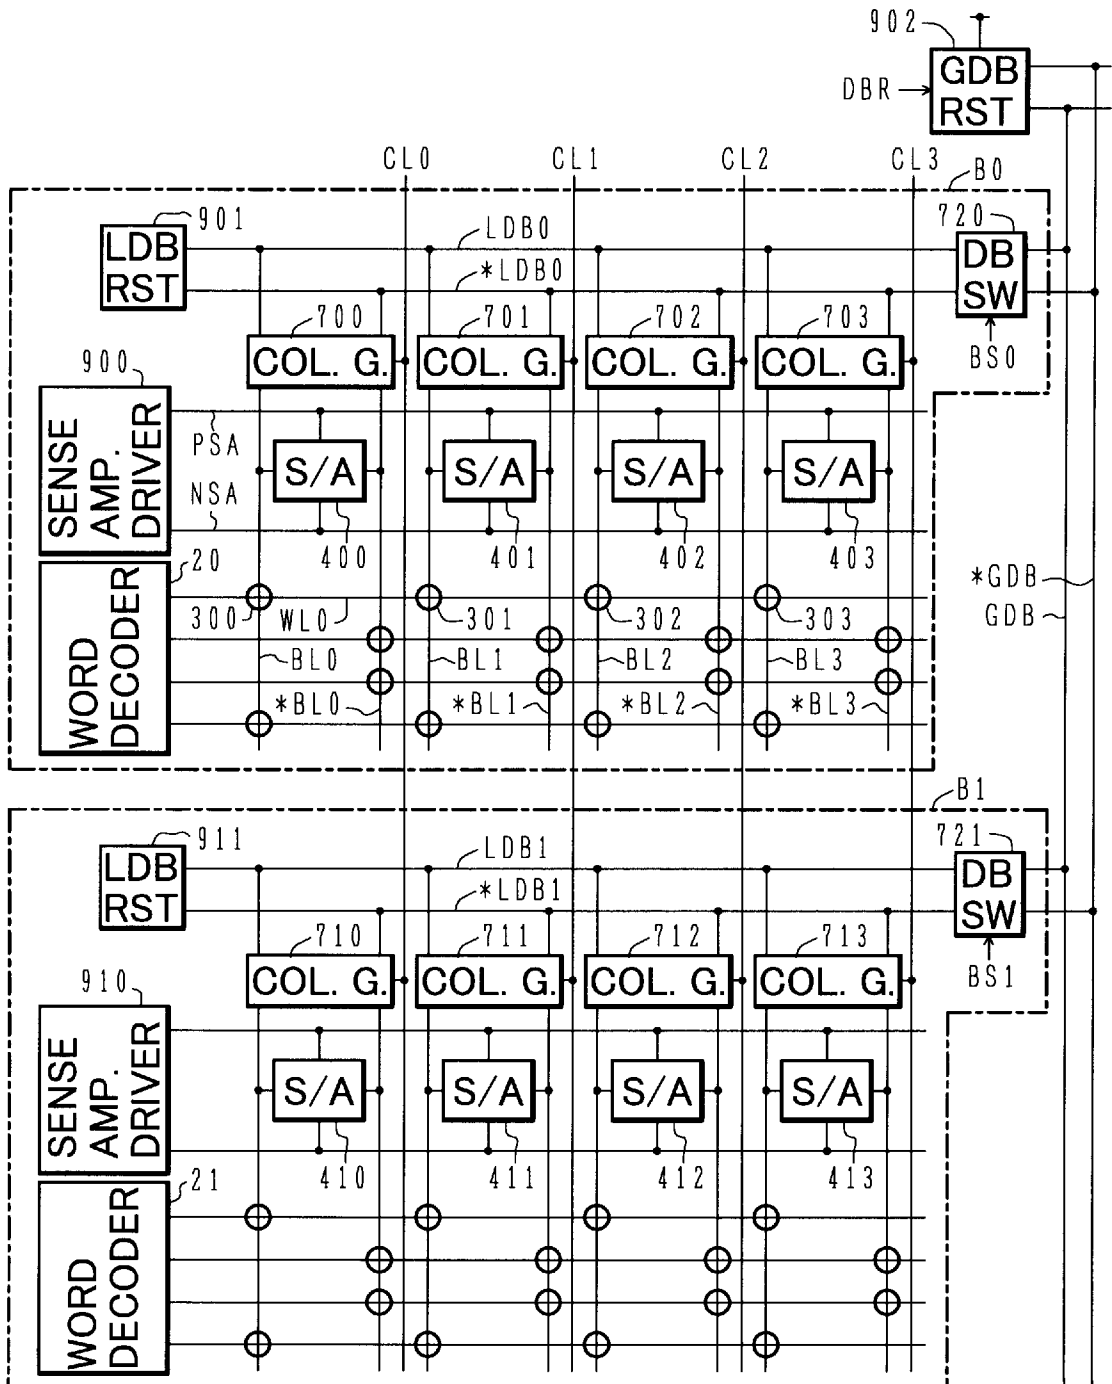 902
GDB
RST
DBR
CL0 CL1 CL2 CL3
B0
901
LDB
RST
LDB0
*LDB0
720
DB
SW
BS0
700 701 702 703
COL. G. COL. G. COL. G. COL. G.
900
SENSE
AMP.
DRIVER
PSA
NSA
S/A S/A S/A S/A
400 401 402 403
20
WORD
DECODER
300 WL0 301 302 303
BL0 BL1 BL2 BL3
*BL0 *BL1 *BL2 *BL3
*GDB
GDB
B1
911
LDB
RST
LDB1
*LDB1
721
DB
SW
BS1
710 711 712 713
COL. G. COL. G. COL. G. COL. G.
910
SENSE
AMP.
DRIVER
S/A S/A S/A S/A
410 411 412 413
21
WORD
DECODER